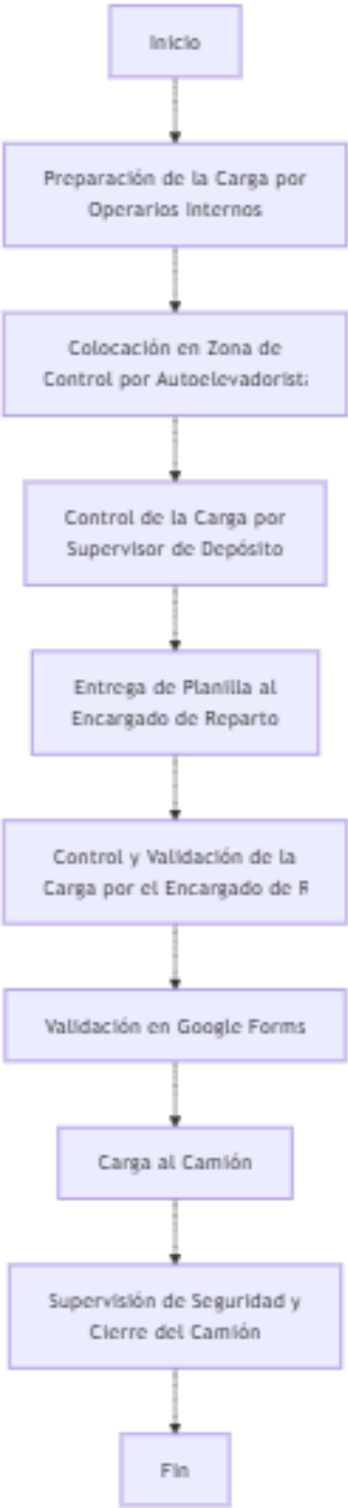 Inicio
Preparación de la Carga por
Operarios Internos
Colocación en Zona de
Control por Autoelevadorista
Control de la Carga por
Supervisor de Depósito
Entrega de Planilla al
Encargado de Reparto
Control y Validación de la
Carga por el Encargado de R
Validación en Google Forms
Carga al Camión
Supervisión de Seguridad y
Cierre del Camión
Fin